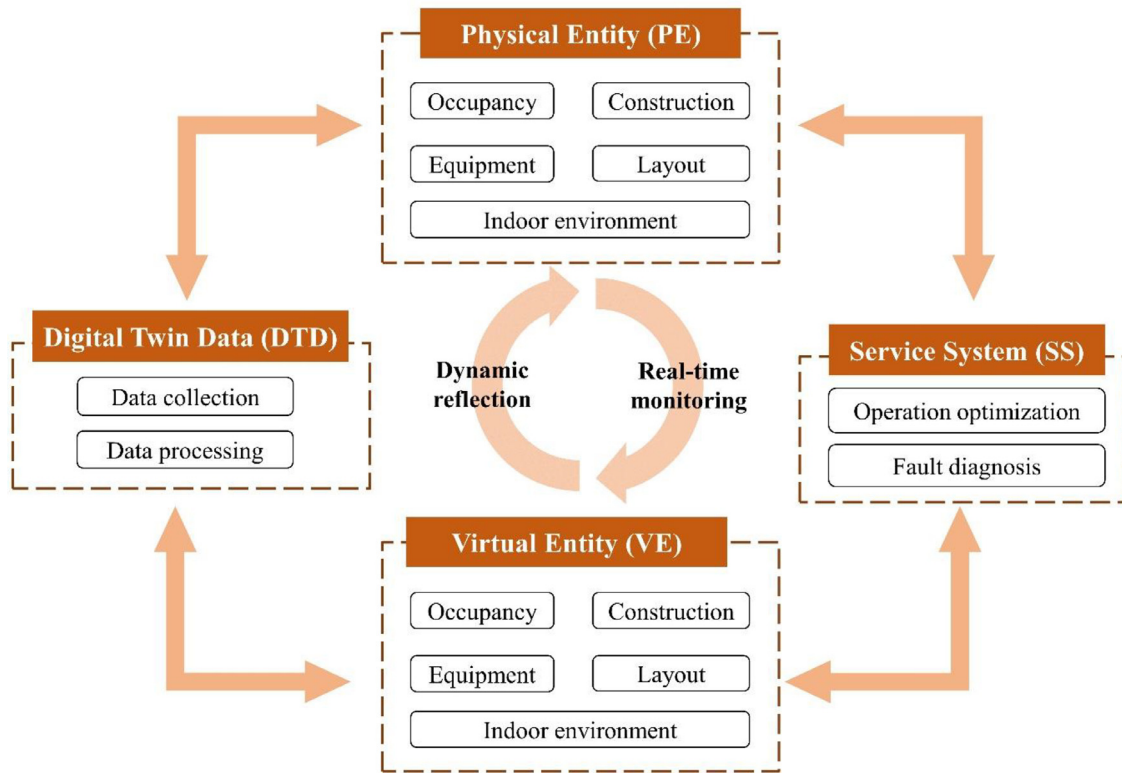 Physical Entity (PE)
Occupancy
Construction
Equipment
Layout
Indoor environment
Digital Twin Data (DTD)
Data collection
Data processing
Dynamic
reflection
Real-time
monitoring
Service System (SS)
Operation optimization
Fault diagnosis
Virtual Entity (VE)
Occupancy
Construction
Equipment
Layout
Indoor environment